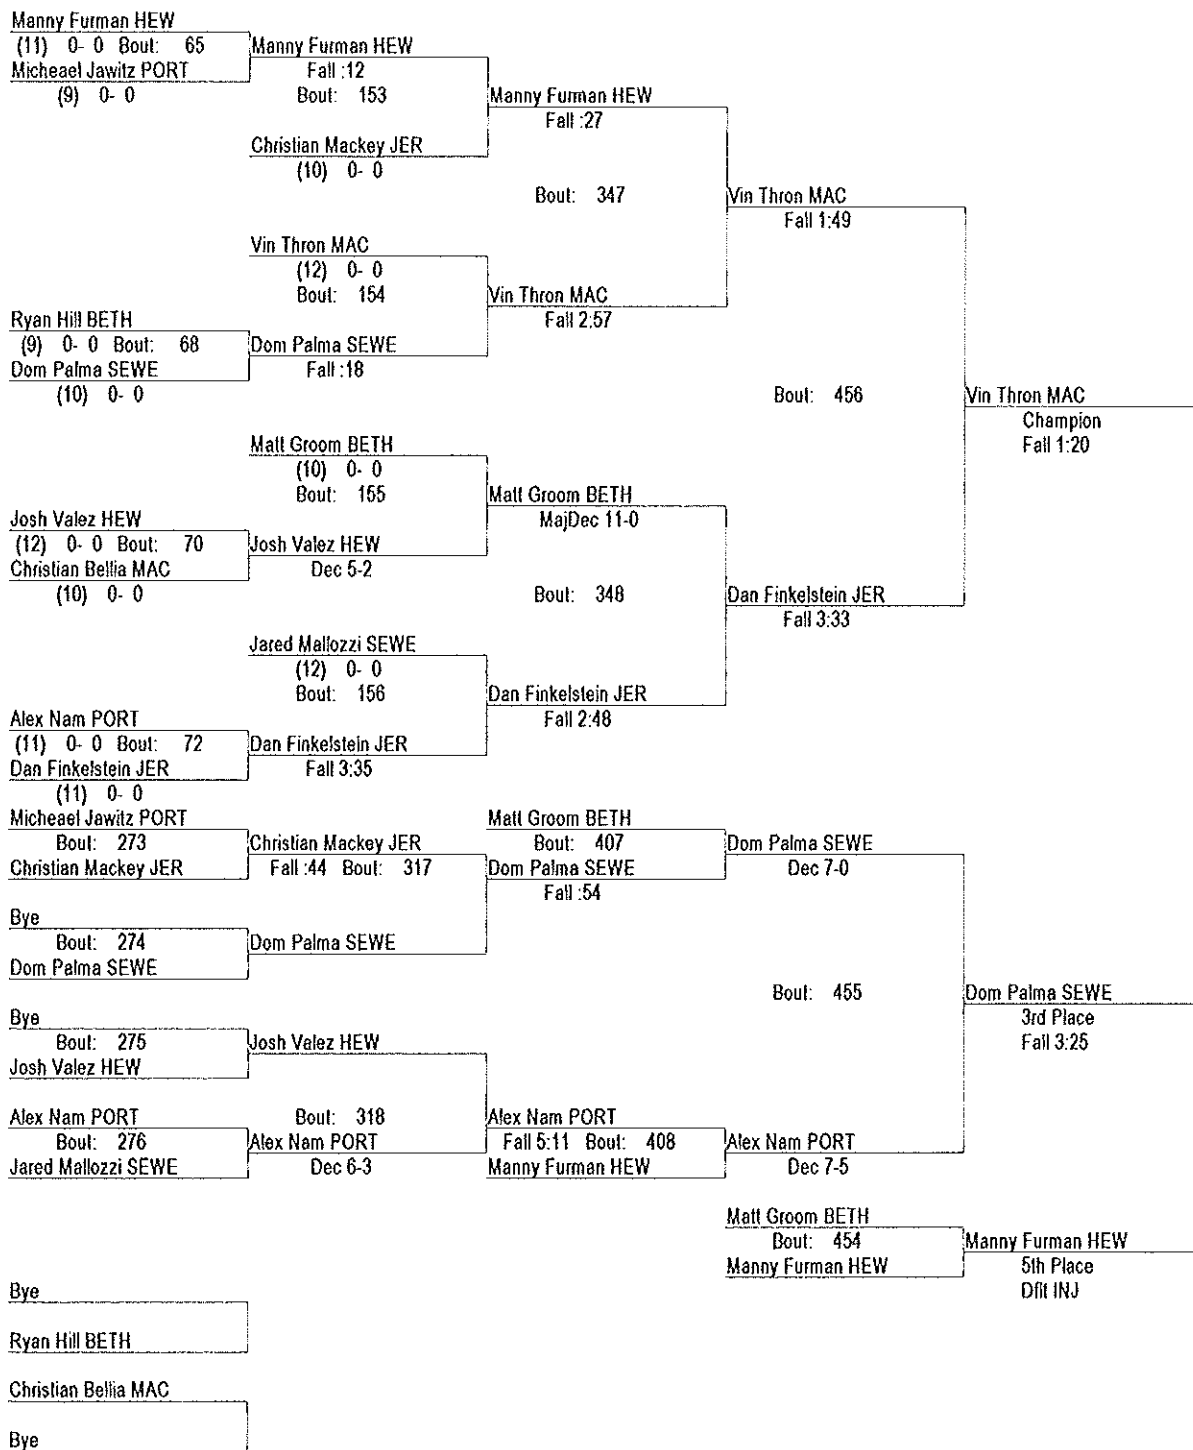 Manny Furman HEW
(11) 0- 0 Bout: 65 Manny Furman HEW
Micheael Jawitz PORT Fall :12
(9) 0- 0 Bout: 153 Manny Furman HEW
Fall :27
Christian Mackey JER
(10) 0- 0
Bout: 347 Vin Thron MAC
Fall 1:49
Vin Thron MAC
(12) 0- 0
Bout: 154 Vin Thron MAC
Ryan Hill BETH Fall 2:57
(9) 0- 0 Bout: 68 Dom Palma SEWE
Dom Palma SEWE Fall :18
(10) 0- 0 Bout: 456 Vin Thron MAC
Champion
Matt Groom BETH Fall 1:20
(10) 0- 0
Bout: 155 Matt Groom BETH
Josh Valez HEW MajDec 11-0
(12) 0- 0 Bout: 70 Josh Valez HEW
Christian Bellia MAC Dec 5-2
(10) 0- 0 Bout: 348 Dan Finkelstein JER
Fall 3:33
Jared Mallozzi SEWE
(12) 0- 0
Bout: 156 Dan Finkelstein JER
Alex Nam PORT Fall 2:48
(11) 0- 0 Bout: 72 Dan Finkelstein JER
Dan Finkelstein JER Fall 3:35
(11) 0- 0
Micheael Jawitz PORT Matt Groom BETH
Bout: 273 Christian Mackey JER Bout: 407 Dom Palma SEWE
Christian Mackey JER Fall :44 Bout: 317 Dom Palma SEWE Dec 7-0
Fall :54
Bye
Bout: 274 Dom Palma SEWE
Dom Palma SEWE
Bout: 455 Dom Palma SEWE
Bye 3rd Place
Bout: 275 Josh Valez HEW Fall 3:25
Josh Valez HEW
Alex Nam PORT Bout: 318 Alex Nam PORT
Bout: 276 Alex Nam PORT Fall 5:11 Bout: 408 Alex Nam PORT
Jared Mallozzi SEWE Dec 6-3 Manny Furman HEW Dec 7-5
Matt Groom BETH
Bout: 454 Manny Furman HEW
Manny Furman HEW 5th Place
Bye Dflt INJ
Ryan Hill BETH
Christian Bellia MAC
Bye